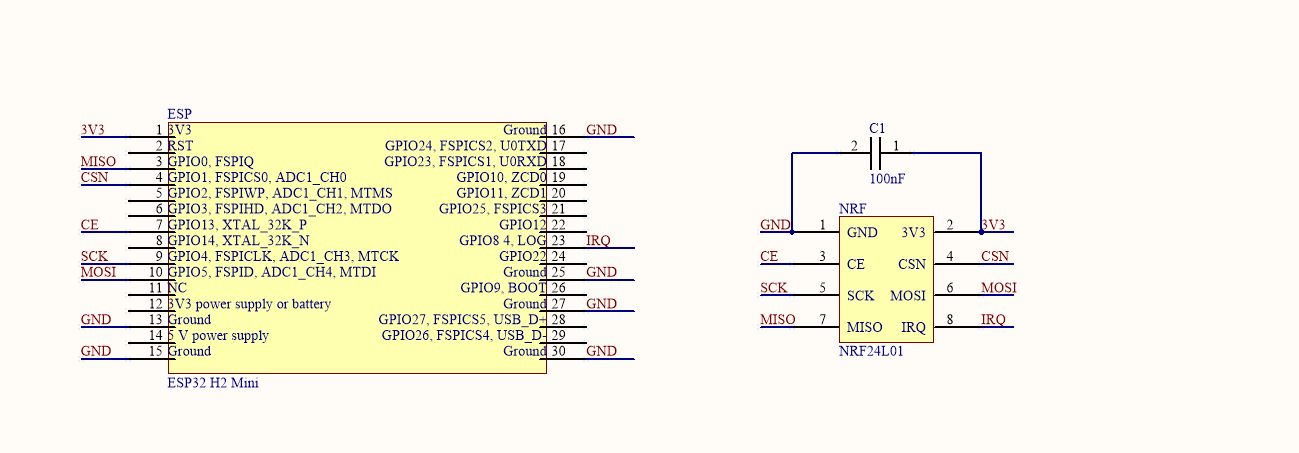 ESP
3V3 1 3V3 Ground 16 GND
2 RST GPIO24, FSPICS2, U0TXD 17
MISO 3 GPIO0, FSPIQ GPIO23, FSPICS1, U0RXD 18
CSN 4 GPIO1, FSPICS0, ADC1_CH0 GPIO10, ZCD0 19
5 GPIO2, FSPIWP, ADC1_CH1, MTMS GPIO11, ZCD1 20
6 GPIO3, FSPIHD, ADC1_CH2, MTDO GPIO25, FSPICS3 21
CE 7 GPIO13, XTAL_32K_P GPIO12 22
8 GPIO14, XTAL_32K_N GPIO8 4, LOG 23 IRQ
SCK 9 GPIO4, FSPICLK, ADC1_CH3, MTCK GPIO22 24
MOSI 10 GPIO5, FSPID, ADC1_CH4, MTDI Ground 25 GND
11 NC GPIO9, BOOT 26
12 3V3 power supply or battery Ground 27 GND
GND 13 Ground GPIO27, FSPICS5, USB_D+ 28
14 5 V power supply GPIO26, FSPICS4, USB_D- 29
GND 15 Ground Ground 30 GND
ESP32 H2 Mini
C1
2 1
100nF
NRF
GND 1 GND 3V3 2 3V3
CE 3 CE CSN 4 CSN
SCK 5 SCK MOSI 6 MOSI
MISO 7 MISO IRQ 8 IRQ
NRF24L01